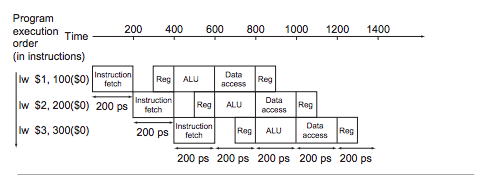 Program
execution
order
(in instructions)
Time
200 400 600 800 1000 1200 1400
lw $1, 100($0) Instruction fetch Reg ALU Data access Reg
lw $2, 200($0) 200 ps Instruction fetch Reg ALU Data access Reg
lw $3, 300($0) 200 ps Instruction fetch Reg ALU Data access Reg
200 ps 200 ps 200 ps 200 ps 200 ps